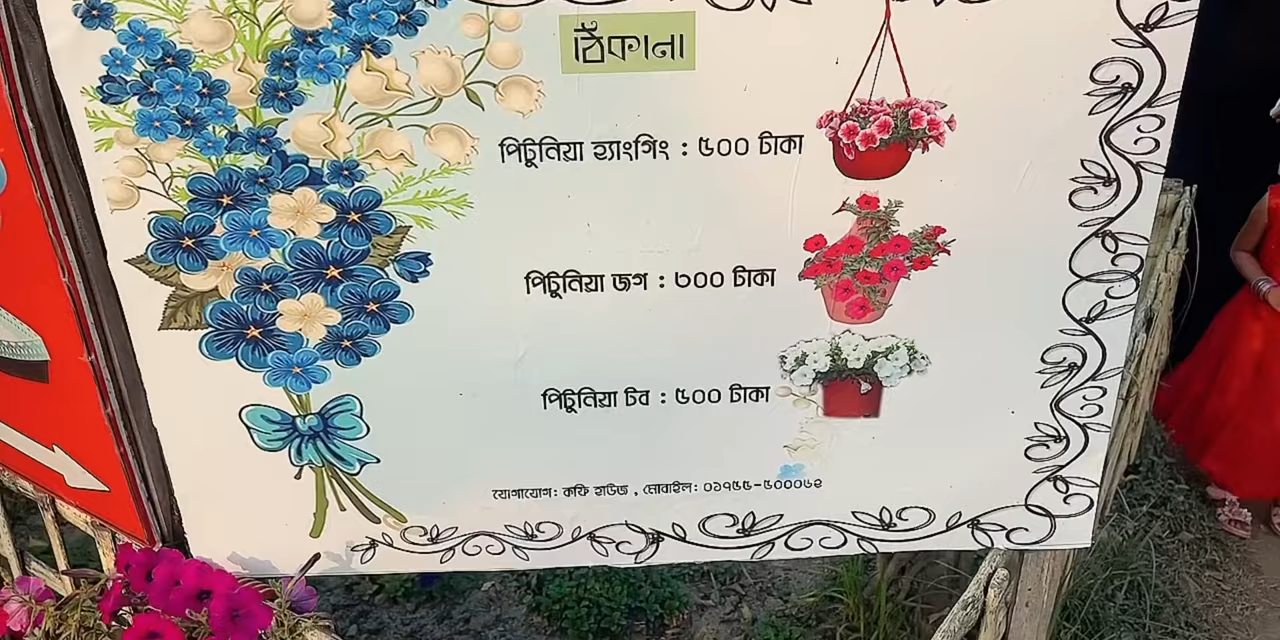 ঠিকানা
পিটুনিয়া হ্যাংগিং : ৫০০ টাকা
পিটুনিয়া জগ : ৩০০ টাকা
পিটুনিয়া টব : ৫০০ টাকা
যোগাযোগ: কফি হাউজ , মোবাইল: ০১৭৫৫-৫০০০৬২